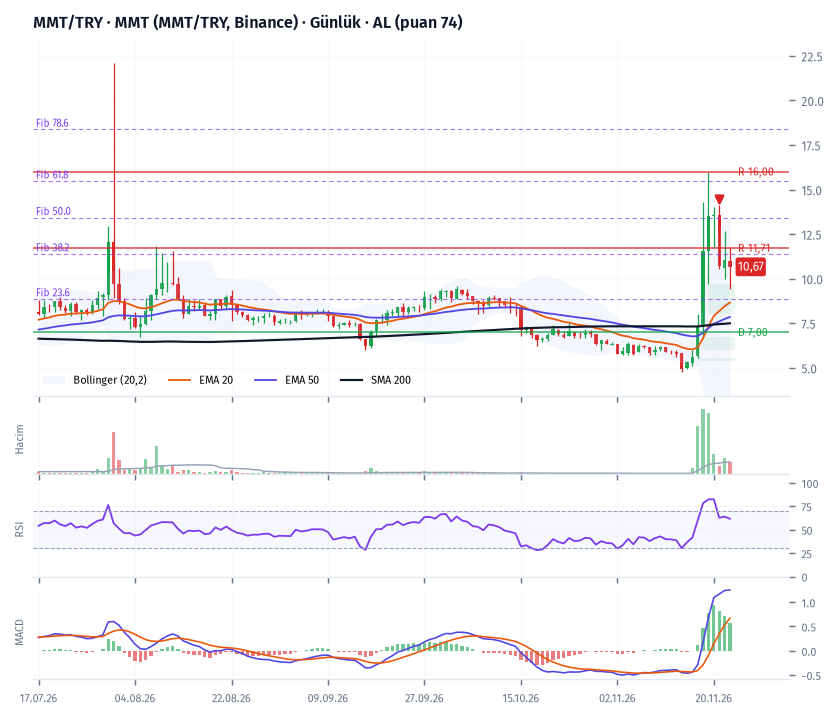 MMT/TRY · MMT (MMT/TRY, Binance) · Günlük · AL (puan 74)
22.5
20.0
Fib 78.6
R 16,00
Fib 61.8
15.0
Fib 50.0
12.5
R 11,71
Fib 38.2
10,67
10.0
Fib 23.6
7.5
D 7,00
5.0
Bollinger (20,2)
EMA 20
EMA 50
SMA 200
Hacim
100
75
50
25
0
RSI
1.0
0.5
0.0
−0.5
MACD
17.07.26
04.08.26
22.08.26
09.09.26
27.09.26
15.10.26
02.11.26
20.11.26